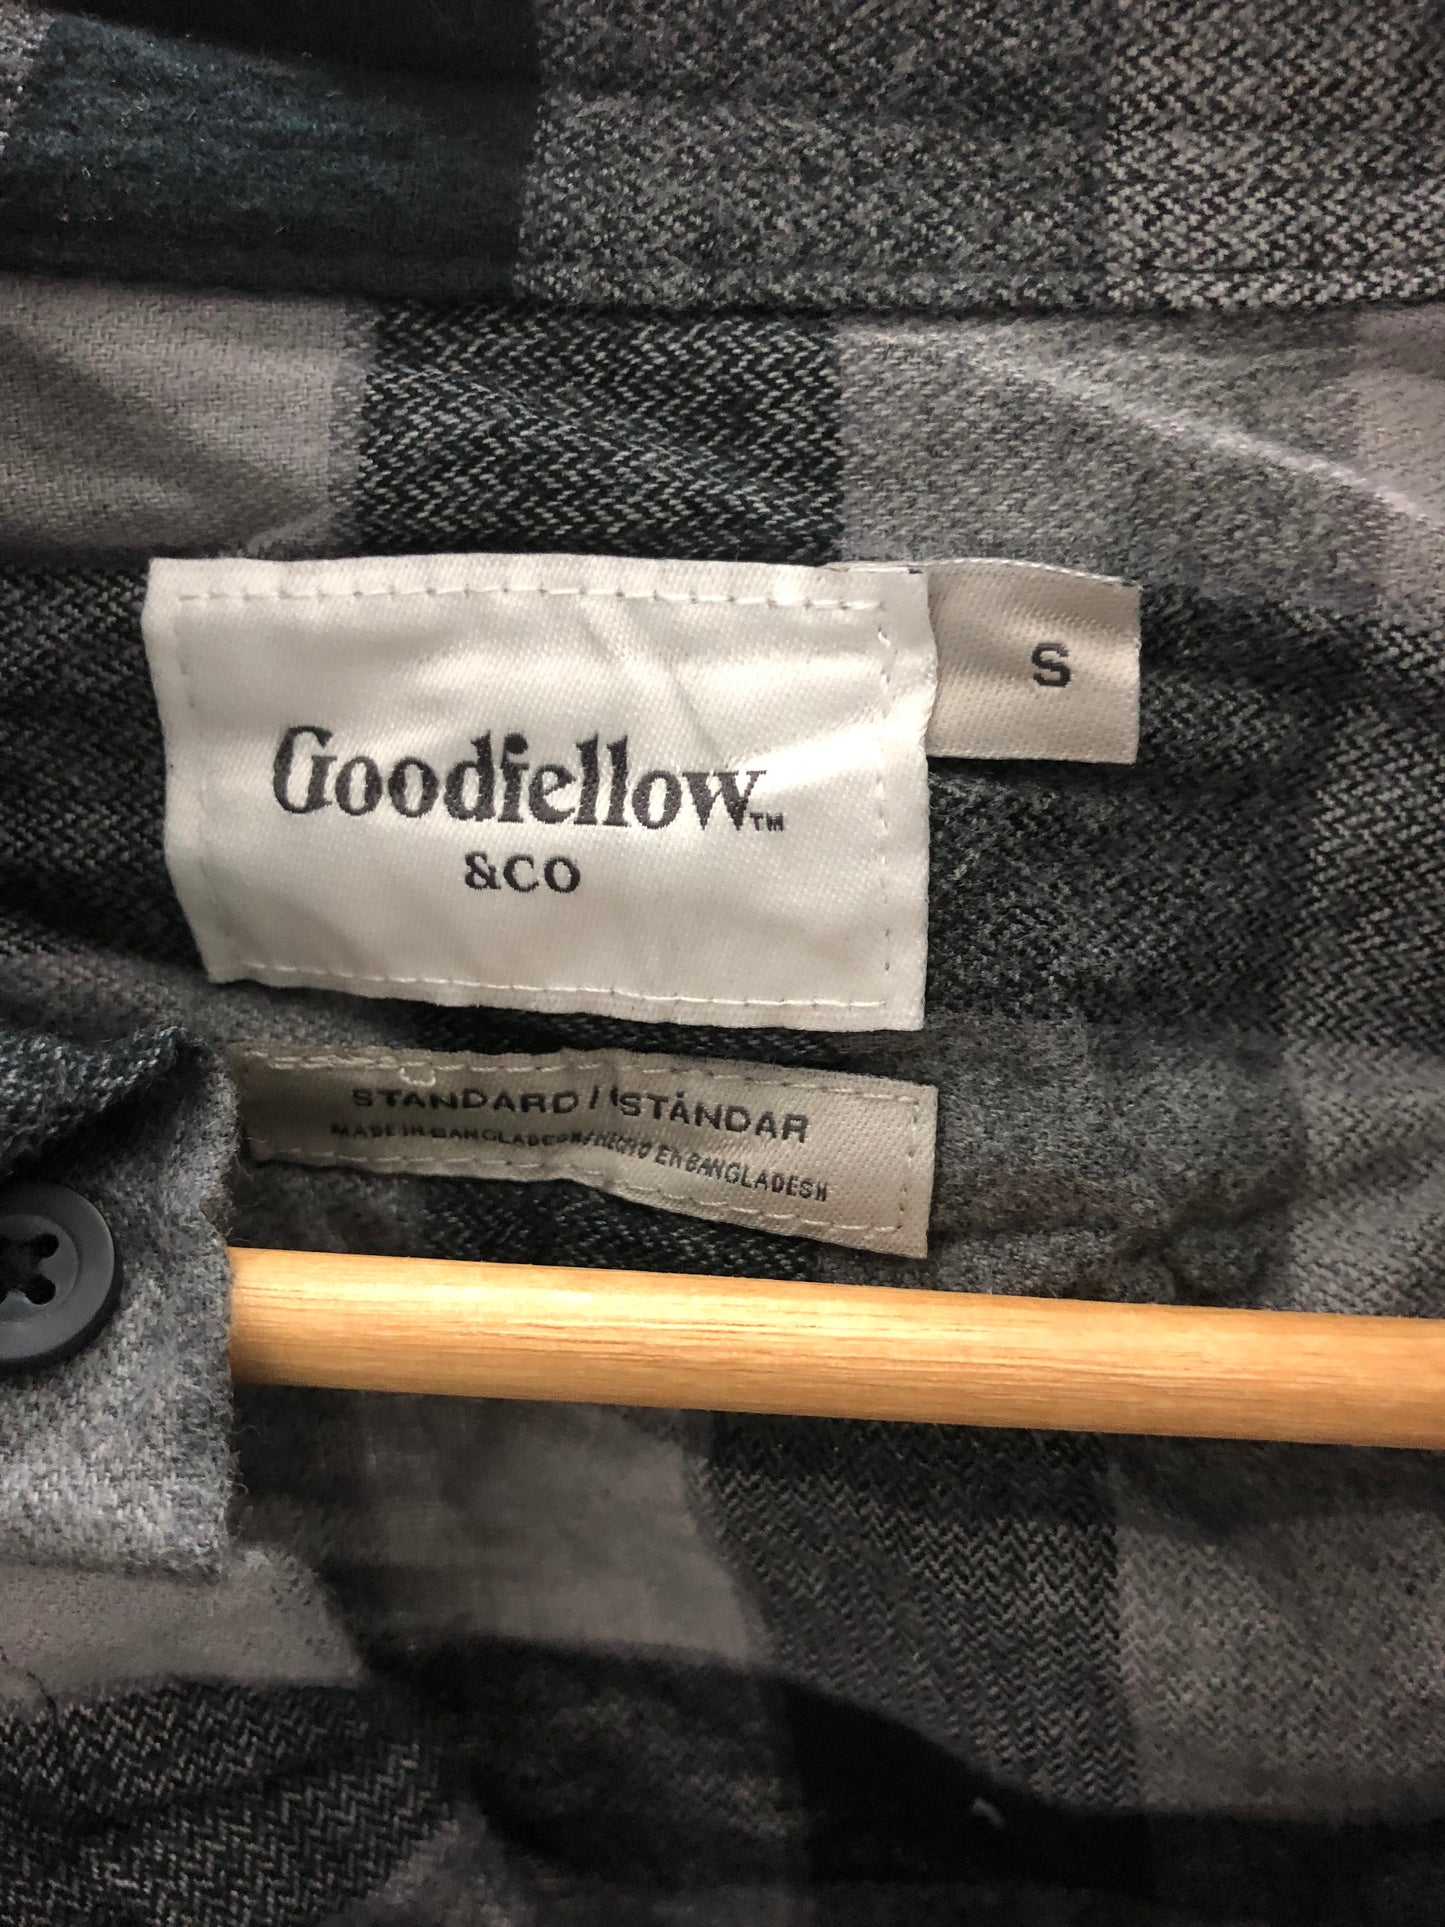 Goodfellow™
&CO
S
STANDARD / ESTÁNDAR
MADE IN BANGLADESH/HECHO EN BANGLADESH